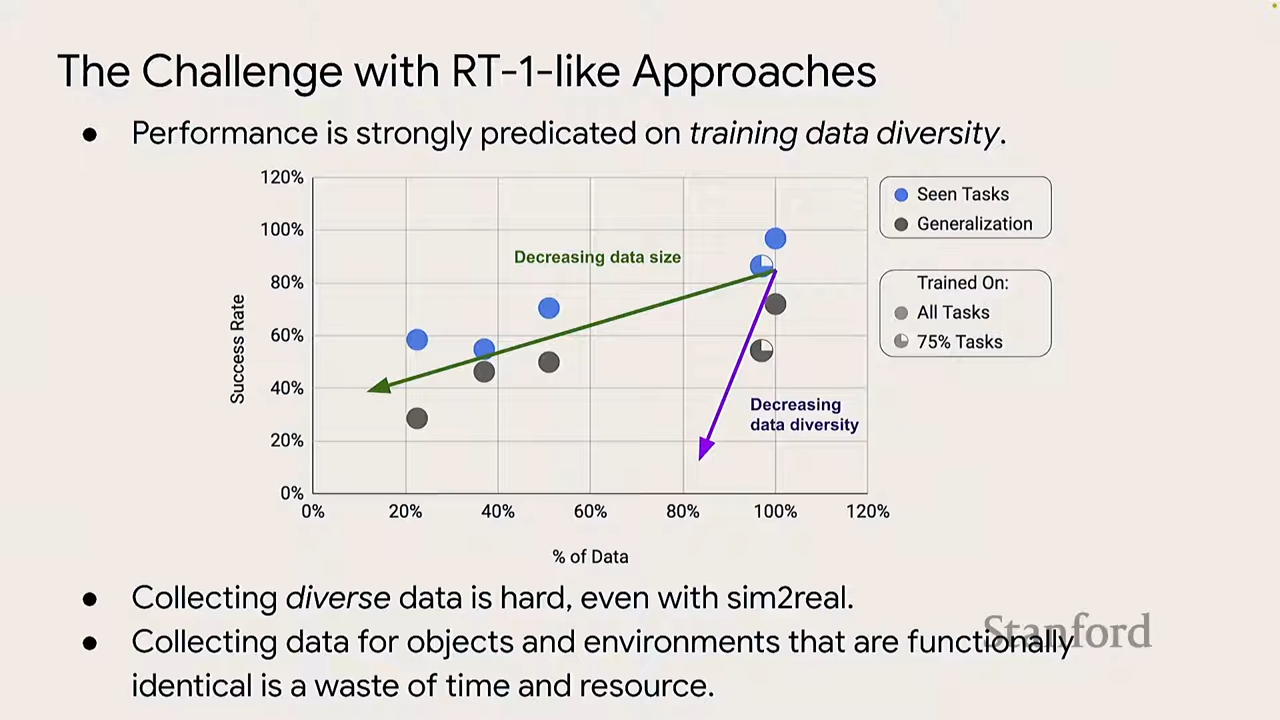 The Challenge with RT-1-like Approaches
● Performance is strongly predicated on training data diversity.
120%
100%
80%
60%
40%
20%
0%
Success Rate
0% 20% 40% 60% 80% 100% 120%
% of Data
Decreasing data size
Decreasing
data diversity
Seen Tasks
Generalization
Trained On:
All Tasks
75% Tasks
● Collecting diverse data is hard, even with sim2real.
● Collecting data for objects and environments that are functionally
identical is a waste of time and resource.
Stanford